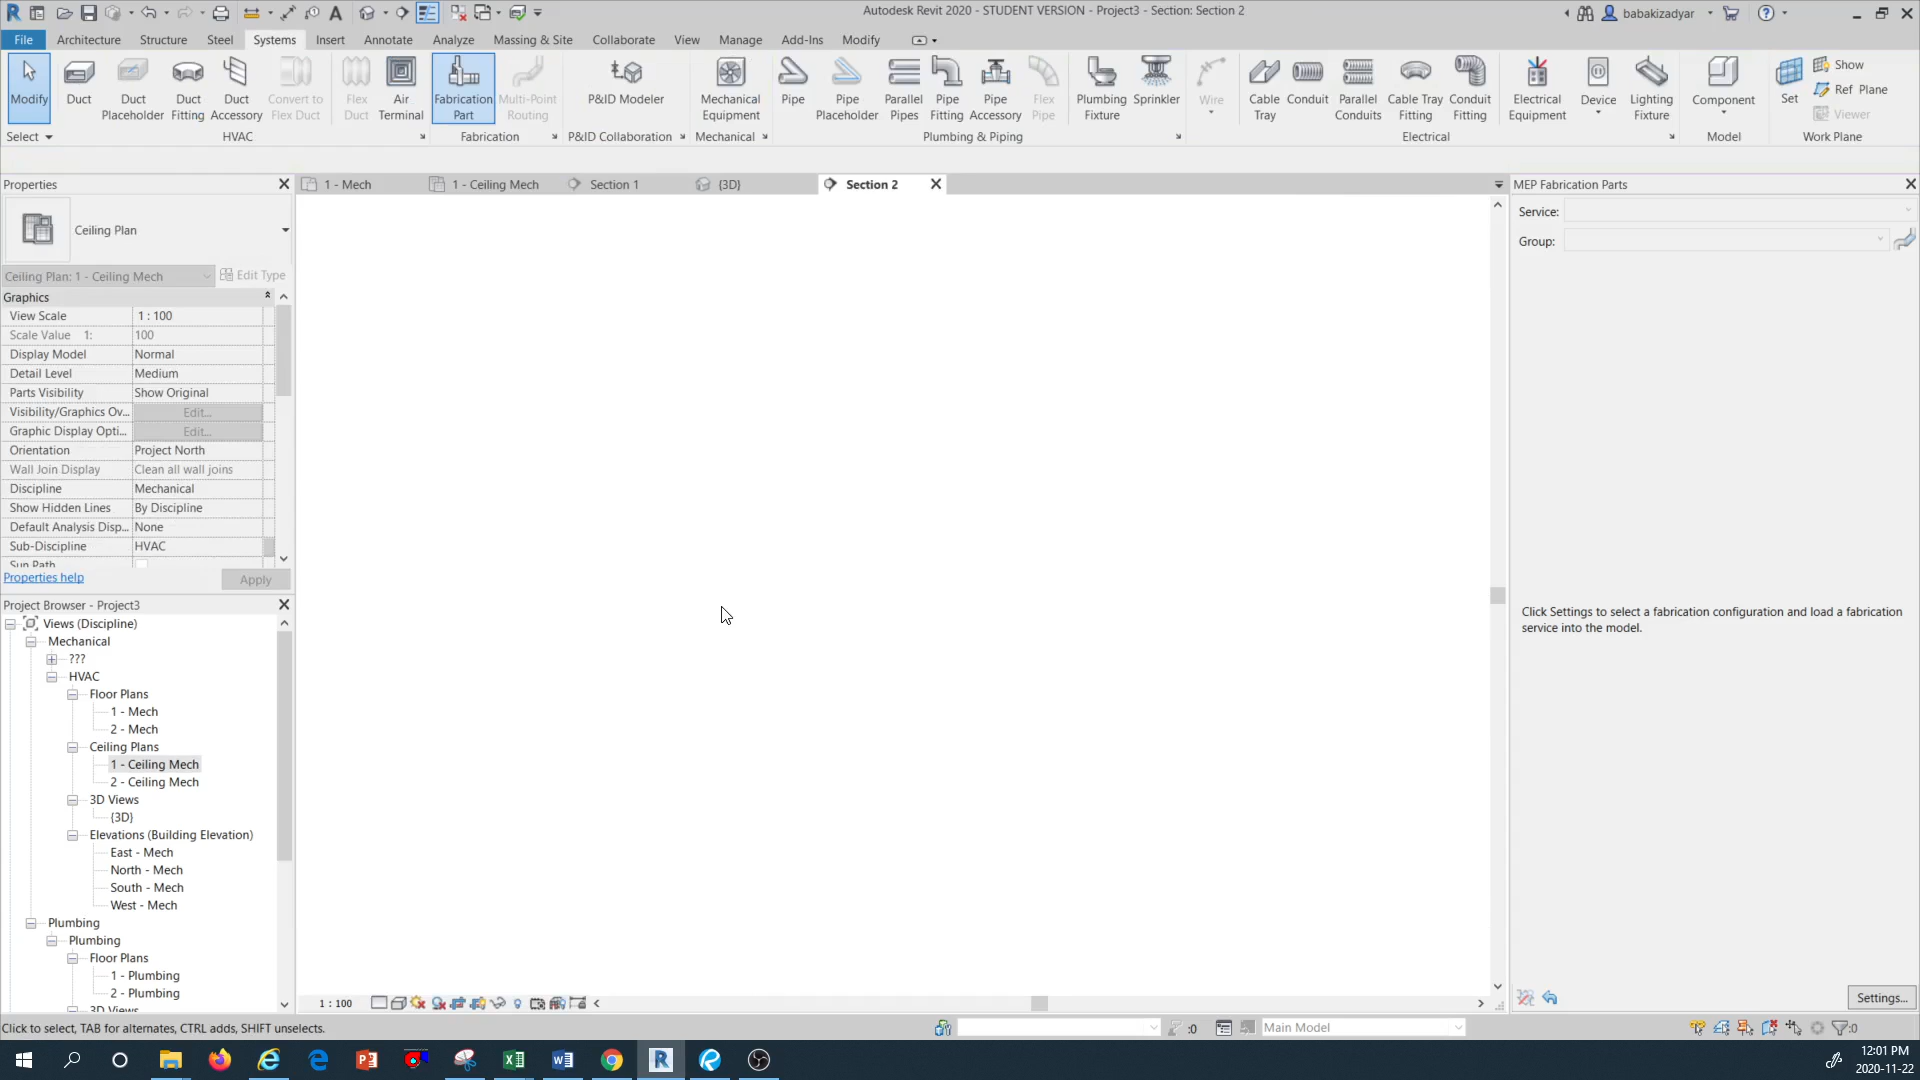 Autodesk Revit 2020 - STUDENT VERSION - Project3 - Section: Section 2
babakizadyar
File Architecture Structure Steel Systems Insert Annotate Analyze Massing & Site Collaborate View Manage Add-Ins Modify
Modify
Duct
Duct Placeholder
Duct Fitting
Duct Accessory
Convert to Flex Duct
Flex Duct
Air Terminal
Fabrication Part
Multi-Point Routing
P&ID Modeler
Mechanical Equipment
Pipe
Pipe Placeholder
Parallel Pipes
Pipe Fitting
Pipe Accessory
Flex Pipe
Plumbing Fixture
Sprinkler
Wire
Cable Tray
Conduit
Parallel Conduits
Cable Tray Fitting
Conduit Fitting
Electrical Equipment
Device
Lighting Fixture
Component
Set
Show
Ref Plane
Viewer
Select HVAC Fabrication P&ID Collaboration Mechanical Plumbing & Piping Electrical Model Work Plane
Properties
1 - Mech 1 - Ceiling Mech Section 1 {3D} Section 2
MEP Fabrication Parts
Service:
Group:
Ceiling Plan
Ceiling Plan: 1 - Ceiling Mech Edit Type
Graphics
View Scale 1 : 100
Scale Value 1: 100
Display Model Normal
Detail Level Medium
Parts Visibility Show Original
Visibility/Graphics Ov... Edit...
Graphic Display Opti... Edit...
Orientation Project North
Wall Join Display Clean all wall joins
Discipline Mechanical
Show Hidden Lines By Discipline
Default Analysis Disp... None
Sub-Discipline HVAC
Sun Path
Properties help Apply
Project Browser - Project3
Views (Discipline)
Mechanical
???
HVAC
Floor Plans
1 - Mech
2 - Mech
Ceiling Plans
1 - Ceiling Mech
2 - Ceiling Mech
3D Views
{3D}
Elevations (Building Elevation)
East - Mech
North - Mech
South - Mech
West - Mech
Plumbing
Plumbing
Floor Plans
1 - Plumbing
2 - Plumbing
3D Views
Click Settings to select a fabrication configuration and load a fabrication
service into the model.
Settings...
1 : 100
Click to select, TAB for alternates, CTRL adds, SHIFT unselects.
:0
Main Model
:0
12:01 PM
2020-11-22